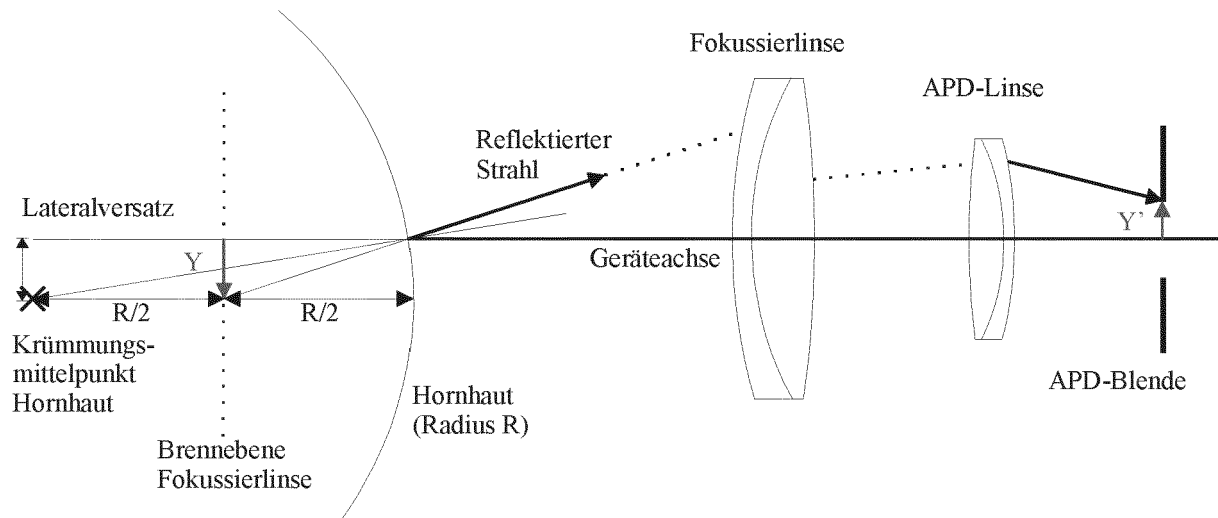 Fokussierlinse
APD-Linse
Reflektierter
Strahl
Lateralversatz
Y
Y'
Geräteachse
R/2
R/2
Krümmungs-
mittelpunkt
Hornhaut
APD-Blende
Hornhaut
(Radius R)
Brennebene
Fokussierlinse